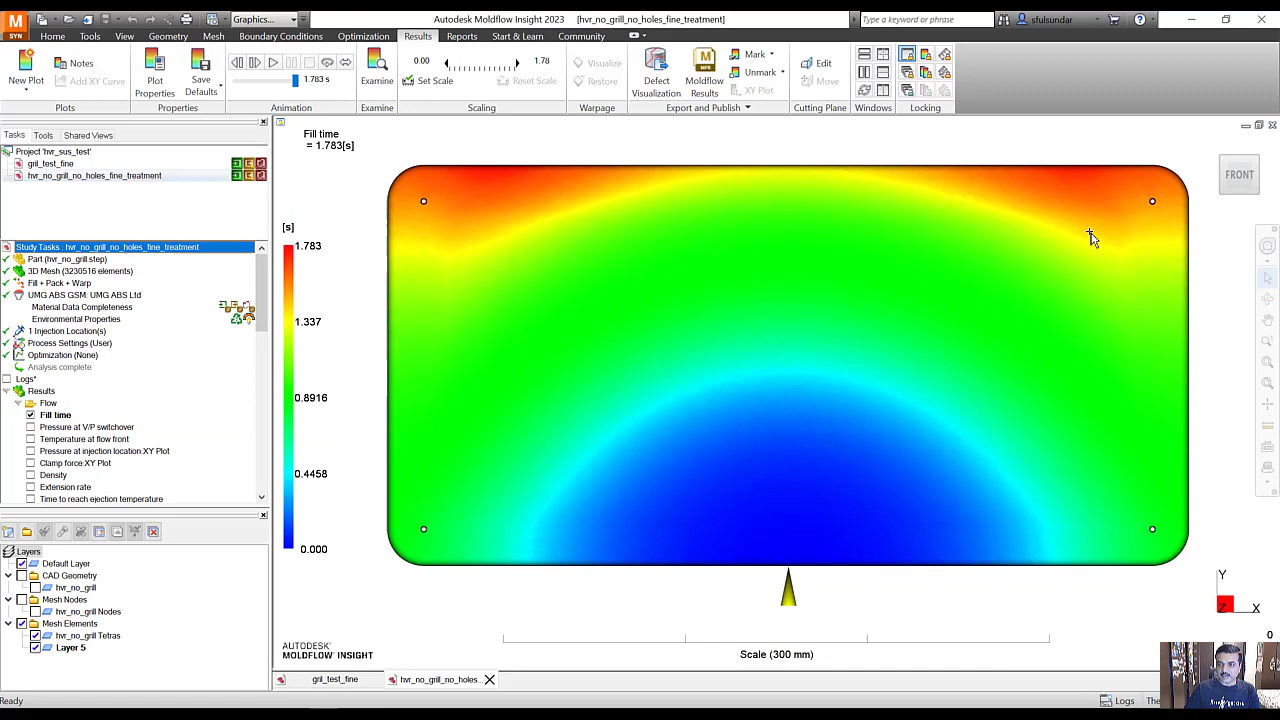 M
SYN
Graphics...
Autodesk Moldflow Insight 2023 [hvr_no_grill_no_holes_fine_treatment]
Type a keyword or phrase
sfulsundar
Home Tools View Geometry Mesh Boundary Conditions Optimization Results Reports Start & Learn Community
New Plot
Notes
Add XY Curve
Plots
Plot Properties
Save Defaults
Properties
1.783 s
Animation
Examine
Examine
0.00 1.78
Set Scale Reset Scale
Scaling
Visualize
Restore
Warpage
Defect Visualization
Moldflow Results
Mark
Unmark
XY Plot
Export and Publish
Edit
Move
Cutting Plane
Windows
Locking
Tasks Tools Shared Views
Project 'hvr_sus_test'
gril_test_fine
hvr_no_grill_no_holes_fine_treatment
Study Tasks : hvr_no_grill_no_holes_fine_treatment
Part (hvr_no_grill.step)
3D Mesh (3230516 elements)
Fill + Pack + Warp
UMG ABS GSM: UMG ABS Ltd
Material Data Completeness
Environmental Properties
1 Injection Location(s)
Process Settings (User)
Optimization (None)
Analysis complete
Logs*
Results
Flow
Fill time
Pressure at V/P switchover
Temperature at flow front
Pressure at injection location:XY Plot
Clamp force:XY Plot
Density
Extension rate
Time to reach ejection temperature
Layers
Default Layer
CAD Geometry
hvr_no_grill
Mesh Nodes
hvr_no_grill Nodes
Mesh Elements
hvr_no_grill Tetras
Layer 5
Fill time
= 1.783[s]
[s]
1.783
1.337
0.8916
0.4458
0.000
FRONT
Y
Z X
0
AUTODESK®
MOLDFLOW INSIGHT
Scale (300 mm)
gril_test_fine hvr_no_grill_no_holes...
Ready
Logs
The